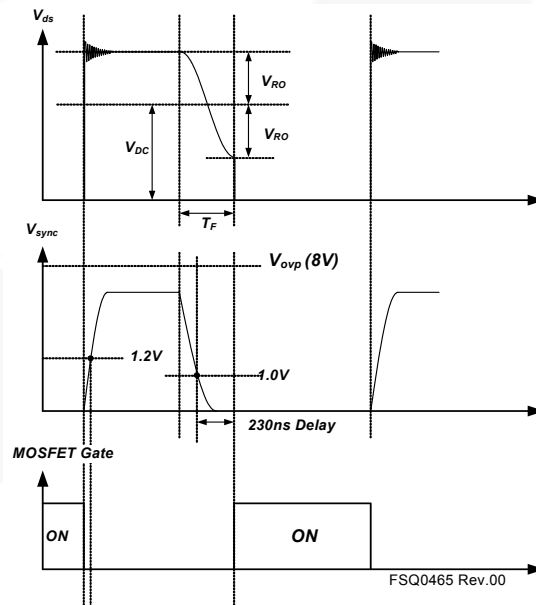 Vds
VRO
VRO
VDC
TF
Vsync
Vovp (8V)
1.2V
1.0V
230ns Delay
MOSFET Gate
ON
ON
FSQ0465 Rev.00